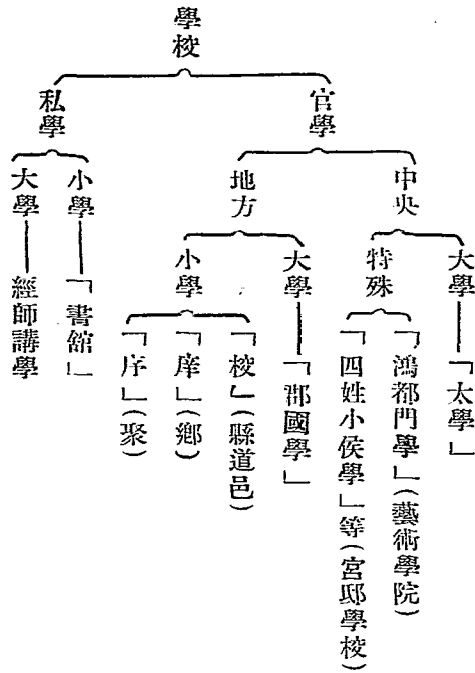 學校
官學
中央
大學
「太學」
特殊
「鴻都門學」(藝術學院)
「四姓小侯學」等(宮邸學校)
地方
大學
「郡國學」
小學
「校」(縣道邑)
「庠」(鄉)
「序」(聚)
私學
小學
「書舘」
大學
經師講學